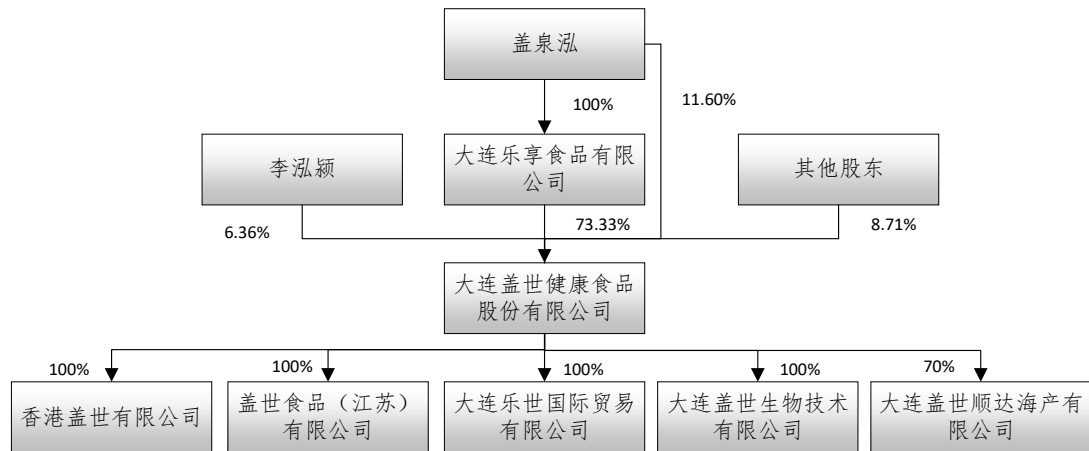 盖泉泓
100%
11.60%
李泓颍
大连乐享食品有限
公司
其他股东
6.36%
73.33%
8.71%
大连盖世健康食品
股份有限公司
100%
100%
100%
100%
70%
香港盖世有限公司
盖世食品（江苏）
有限公司
大连乐世国际贸易
有限公司
大连盖世生物技术
有限公司
大连盖世顺达海产有
限公司